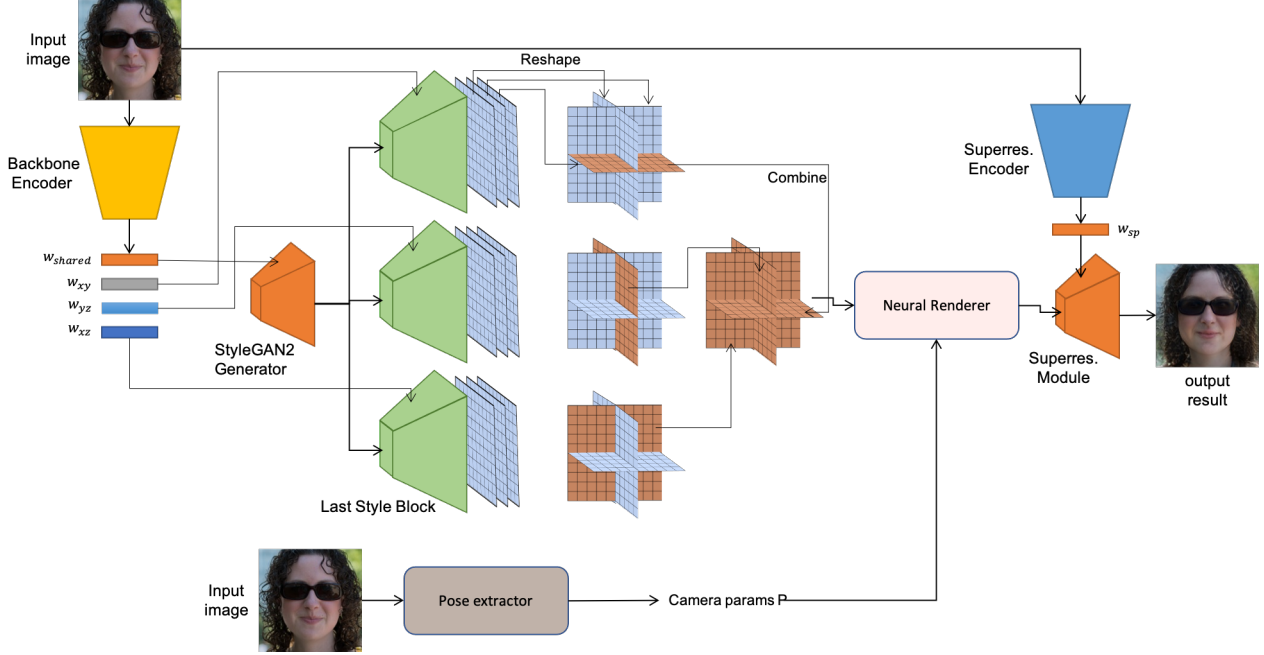 Input
image
Reshape
Backbone
Encoder
Superres.
Encoder
Combine
w_shared
w_xy
w_yz
w_xz
w_sp
StyleGAN2
Generator
Neural Renderer
Superres.
Module
output
result
Last Style Block
Input
image
Pose extractor
Camera params P